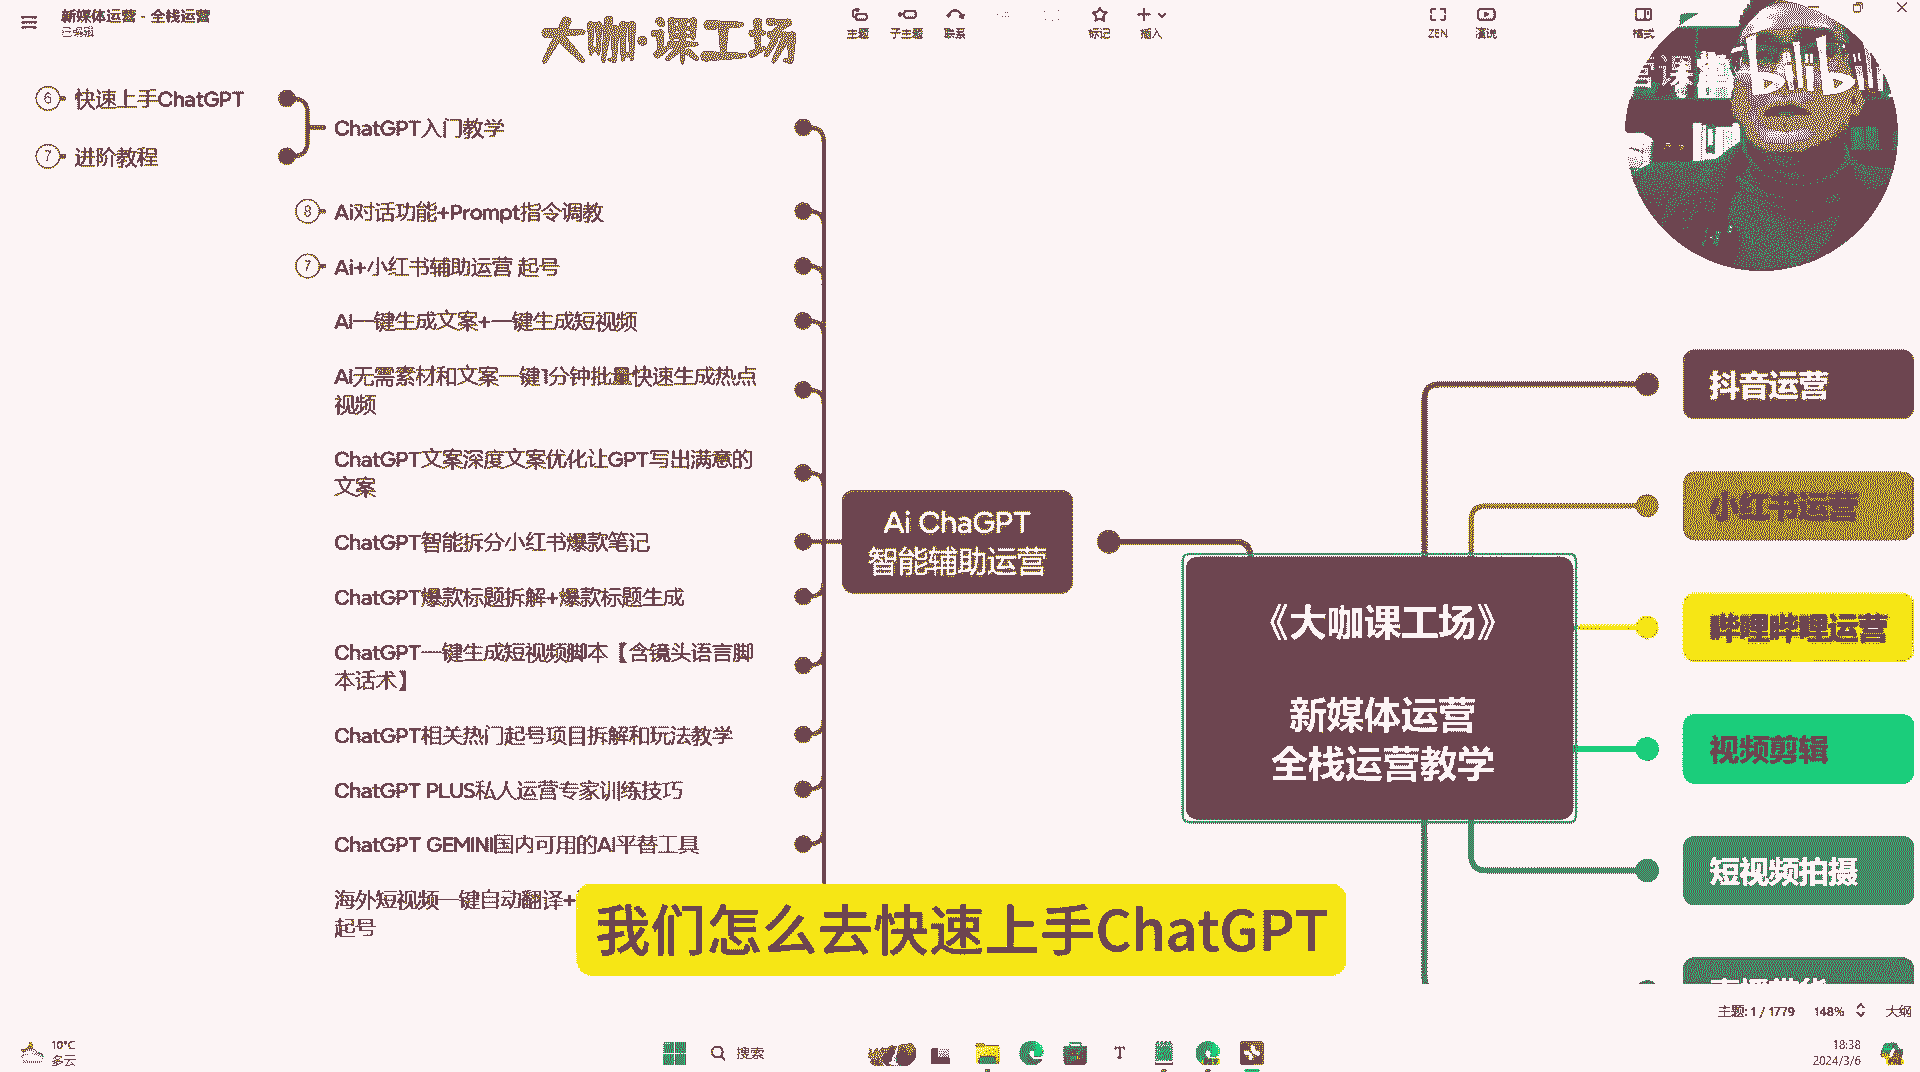 新媒体运营 - 全栈运营
已编辑
大咖·课工场
主题
子主题
联系
标记
插入
ZEN
演说
格式
bilibili
6 快速上手ChatGPT
7 进阶教程
ChatGPT入门教学
8 Ai对话功能+Prompt指令调教
7 Ai+小红书辅助运营 起号
AI一键生成文案+一键生成短视频
AI无需素材和文案一键1分钟批量快速生成热点
视频
ChatGPT文案深度文案优化让GPT写出满意的
文案
ChatGPT智能拆分小红书爆款笔记
ChatGPT爆款标题拆解+爆款标题生成
ChatGPT一键生成短视频脚本【含镜头语言脚
本话术】
ChatGPT相关热门起号项目拆解和玩法教学
ChatGPT PLUS私人运营专家训练技巧
ChatGPT GEMINI国内可用的AI平替工具
海外短视频一键自动翻译+
起号
Ai ChaGPT
智能辅助运营
《大咖课工场》
新媒体运营
全栈运营教学
抖音运营
小红书运营
哔哩哔哩运营
视频剪辑
短视频拍摄
我们怎么去快速上手ChatGPT
主题: 1 / 1779
148%
大纲
10°C
多云
搜索
18:38
2024/3/6